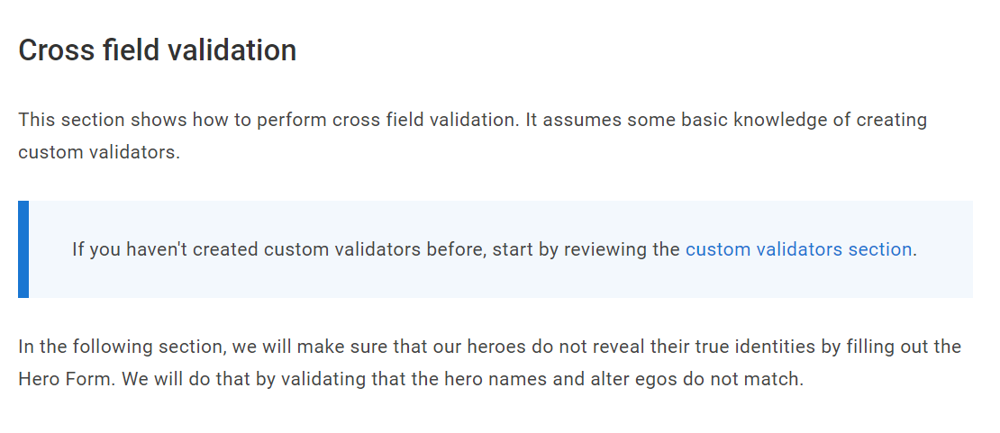 Cross field validation
This section shows how to perform cross field validation. It assumes some basic knowledge of creating
custom validators.
If you haven't created custom validators before, start by reviewing the custom validators section.
In the following section, we will make sure that our heroes do not reveal their true identities by filling out the
Hero Form. We will do that by validating that the hero names and alter egos do not match.